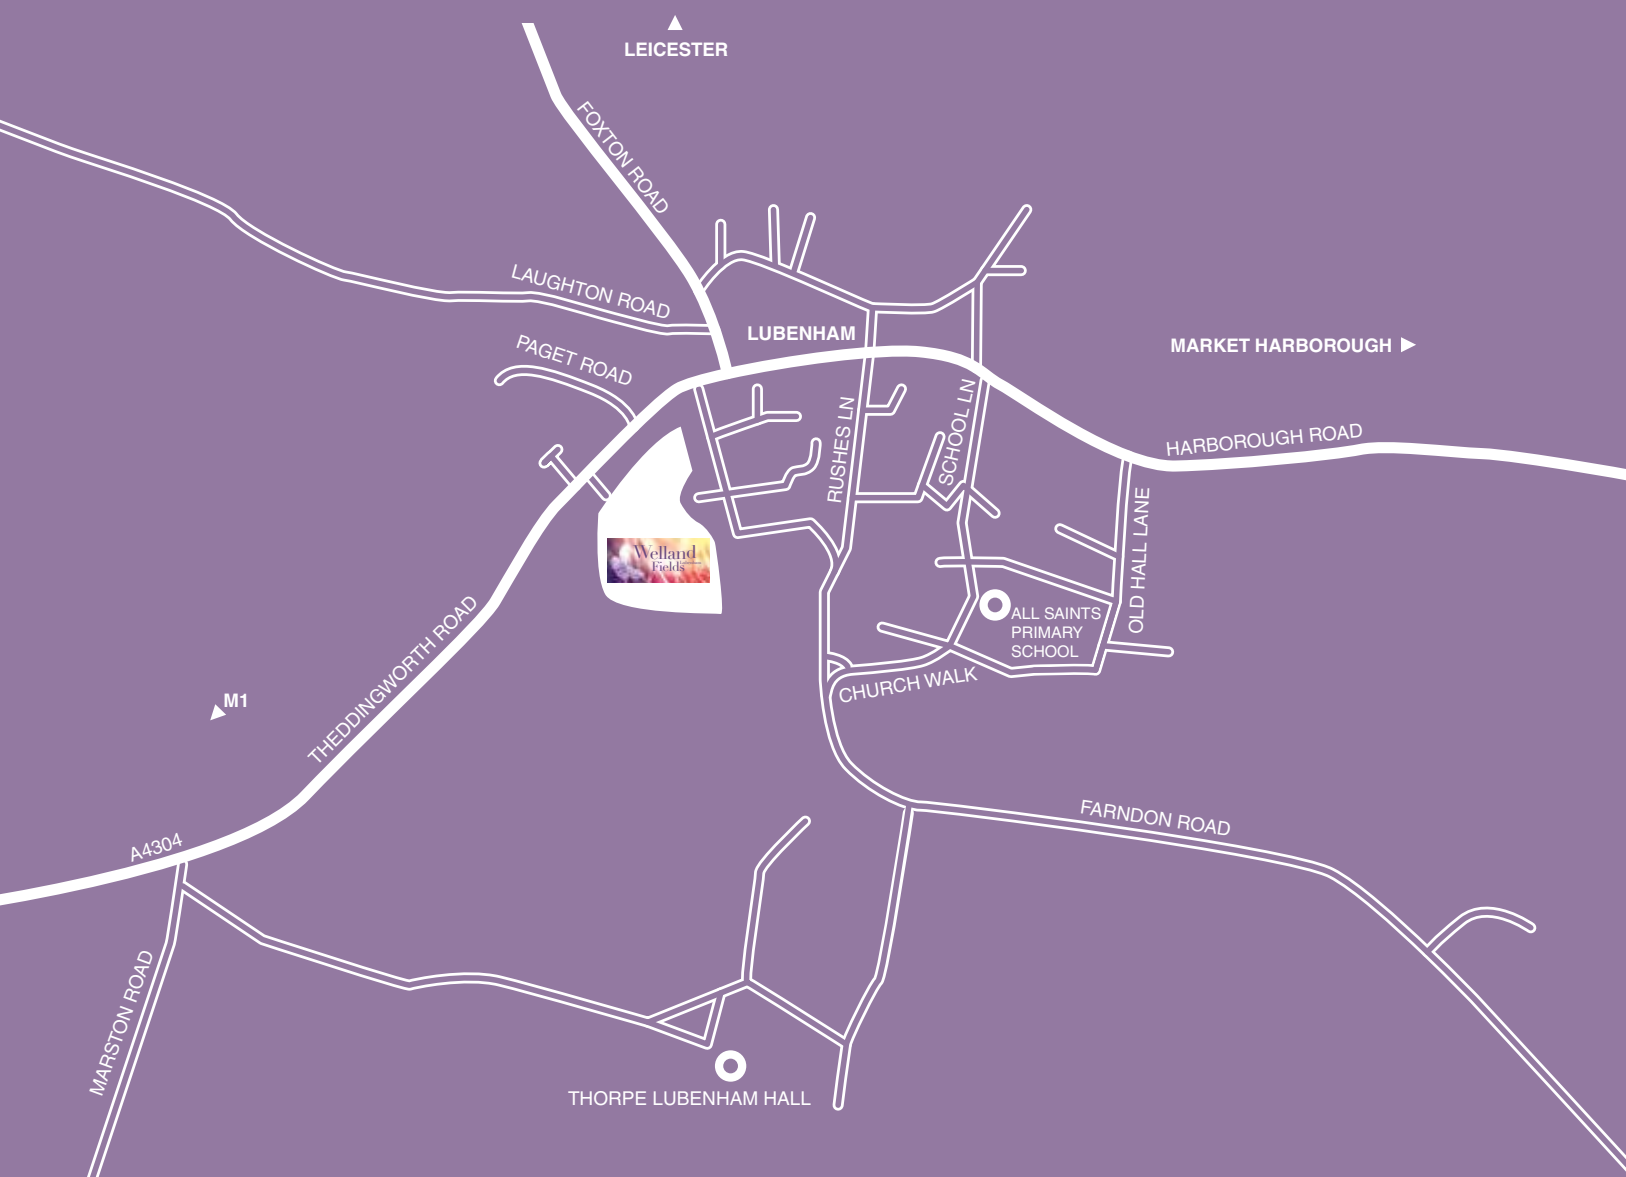 LEICESTER
FOXTON ROAD
LAUGHTON ROAD
LUBENHAM
PAGET ROAD
MARKET HARBOROUGH
HARBOROUGH ROAD
RUSHES LN
SCHOOL LN
OLD HALL LANE
Welland
Fields
ALL SAINTS
PRIMARY
SCHOOL
THEDDINGWORTH ROAD
CHURCH WALK
M1
FARNDON ROAD
A4304
MARSTON ROAD
THORPE LUBENHAM HALL